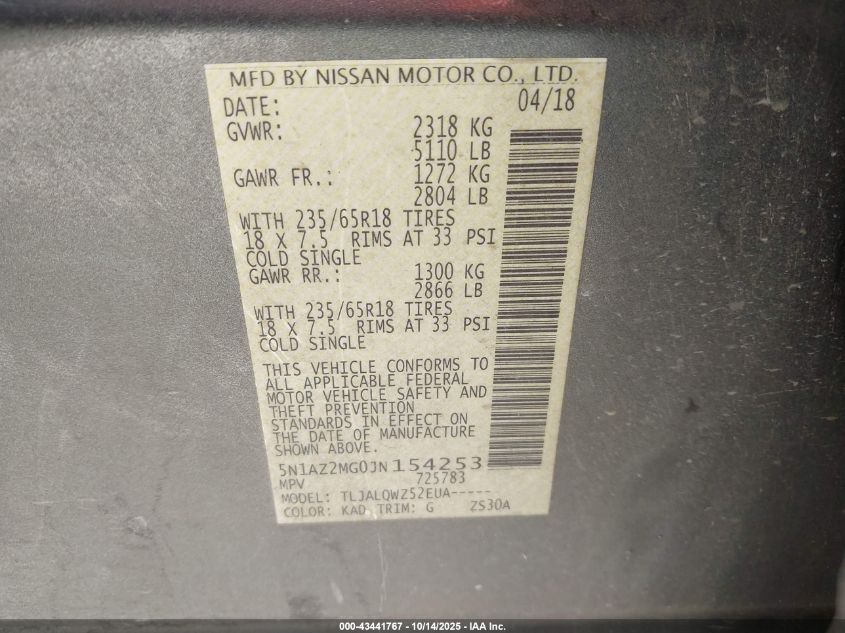 MFD BY NISSAN MOTOR CO., LTD.
DATE: 04/18
GVWR: 2318 KG
5110 LB
GAWR FR.: 1272 KG
2804 LB
WITH 235/65R18 TIRES
18 X 7.5 RIMS AT 33 PSI
COLD SINGLE
GAWR RR.: 1300 KG
2866 LB
WITH 235/65R18 TIRES
18 X 7.5 RIMS AT 33 PSI
COLD SINGLE
THIS VEHICLE CONFORMS TO
ALL APPLICABLE FEDERAL
MOTOR VEHICLE SAFETY AND
THEFT PREVENTION
STANDARDS IN EFFECT ON
THE DATE OF MANUFACTURE
SHOWN ABOVE.
5N1AZ2MG0JN154253
MPV 725783
MODEL: TLJALQWZ52EUA-----
COLOR: KAD TRIM: G ZS30A
000-43441767 - 10/14/2025 - IAA Inc.